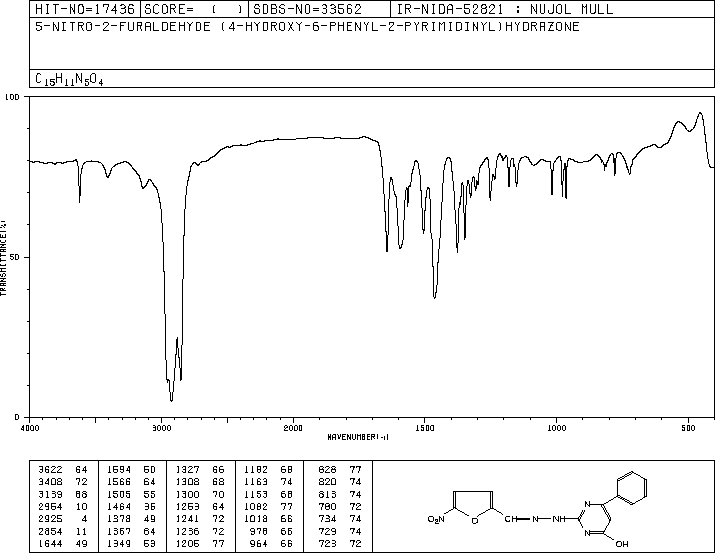 HIT-NO=17436 SCORE= ( ) SDBS-NO=33562 IR-NIDA-52821 : NUJOL MULL
5-NITRO-2-FURALDEHYDE (4-HYDROXY-6-PHENYL-2-PYRIMIDINYL)HYDRAZONE
C15H11N5O4
100
TRANSMITTANCE(%)
50
0
4000 3000 2000 1500 1000 500
WAVENUMBER(-1)
3622 64 1594 50 1327 66 1182 68 828 77
3408 72 1566 64 1308 68 1163 74 820 74
3139 68 1505 55 1300 70 1153 68 813 74
2954 10 1464 36 1253 64 1082 77 780 72
2925 4 1378 49 1241 72 1018 66 734 74
2854 11 1367 64 1236 72 978 66 729 74
1644 49 1349 53 1205 77 964 66 723 72
O2N O CH N NH N N OH